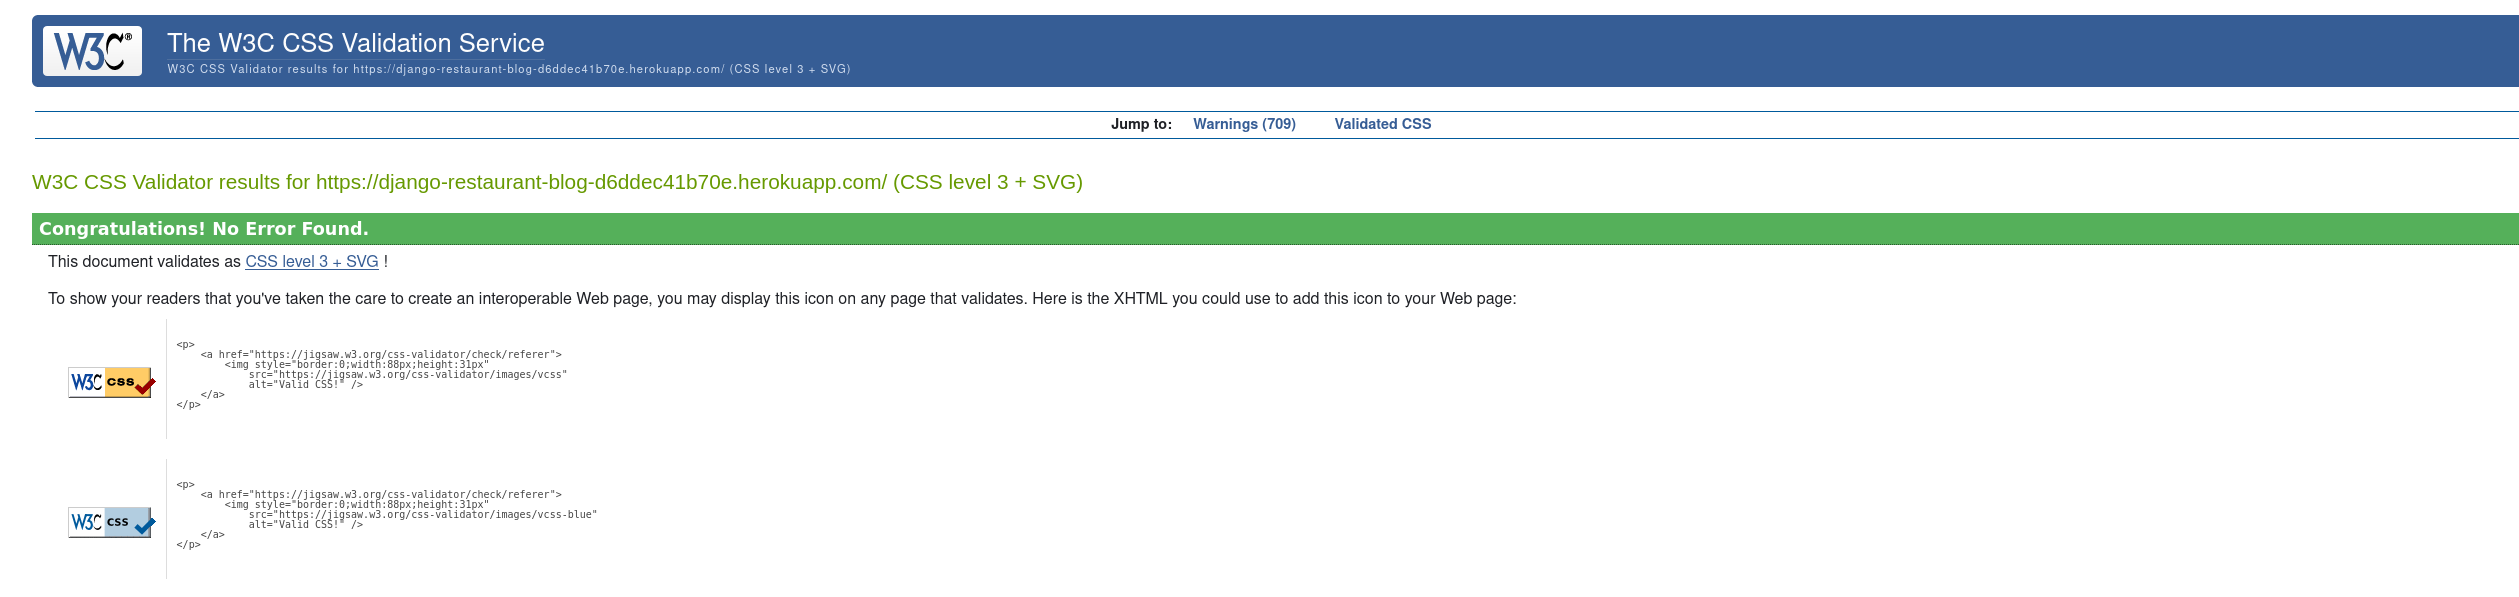 W3C®
The W3C CSS Validation Service
W3C CSS Validator results for https://django-restaurant-blog-d6ddec41b70e.herokuapp.com/ (CSS level 3 + SVG)
Jump to: Warnings (709) Validated CSS
W3C CSS Validator results for https://django-restaurant-blog-d6ddec41b70e.herokuapp.com/ (CSS level 3 + SVG)
Congratulations! No Error Found.
This document validates as CSS level 3 + SVG !
To show your readers that you've taken the care to create an interoperable Web page, you may display this icon on any page that validates. Here is the XHTML you could use to add this icon to your Web page:
W3C css
<p>
<a href="https://jigsaw.w3.org/css-validator/check/referer">
<img style="border:0;width:88px;height:31px"
src="https://jigsaw.w3.org/css-validator/images/vcss"
alt="Valid CSS!" />
</a>
</p>
W3C css
<p>
<a href="https://jigsaw.w3.org/css-validator/check/referer">
<img style="border:0;width:88px;height:31px"
src="https://jigsaw.w3.org/css-validator/images/vcss-blue"
alt="Valid CSS!" />
</a>
</p>